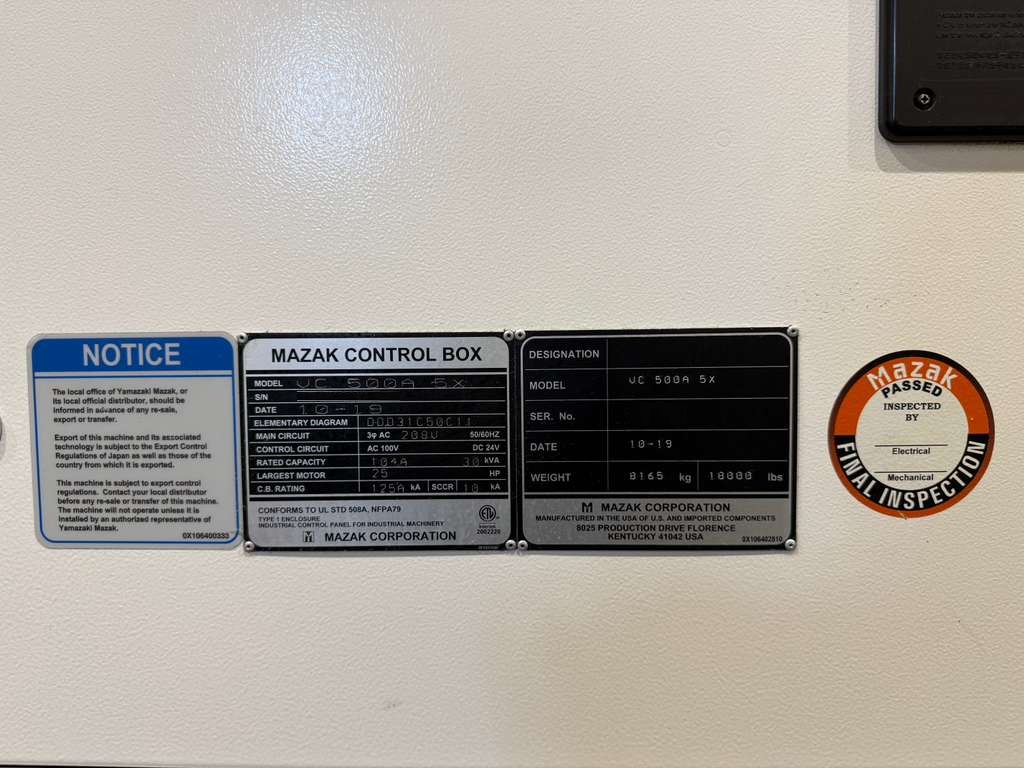 NOTICE
The local office of Yamazaki Mazak, or
its local official distributor, should be
informed in advance of any re-sale,
export or transfer.
Export of this machine and its associated
technology is subject to the Export Control
Regulations of Japan as well as those of the
country from which it is exported.
This machine is subject to export control
regulations. Contact your local distributor
before any re-sale or transfer of this machine.
The machine will not operate unless it is
installed by an authorized representative of
Yamazaki Mazak.
0X106400333
MAZAK CONTROL BOX
MODEL VC 500A 5X
S/N
DATE 10-19
ELEMENTARY DIAGRAM
MAIN CIRCUIT 3φ AC 208V 50/60HZ
CONTROL CIRCUIT AC 100V DC 24V
RATED CAPACITY 104A 30 kVA
LARGEST MOTOR 25 HP
C.B. RATING 125A kA SCCR 10 kA
CONFORMS TO UL STD 508A, NFPA79
TYPE 1 ENCLOSURE
INDUSTRIAL CONTROL PANEL FOR INDUSTRIAL MACHINERY
Intertek
2002220
M MAZAK CORPORATION
DESIGNATION
MODEL VC 500A 5X
SER. No.
DATE 10-19
WEIGHT 8165 kg 18000 lbs
M MAZAK CORPORATION
MANUFACTURED IN THE USA OF U.S. AND IMPORTED COMPONENTS
8025 PRODUCTION DRIVE FLORENCE
KENTUCKY 41042 USA
0X106402810
Mazak
PASSED
INSPECTED
BY
Electrical
Mechanical
FINAL INSPECTION